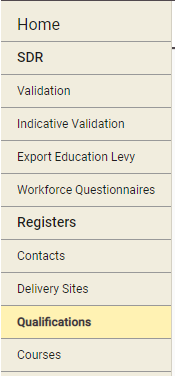 Home
SDR
Validation
Indicative Validation
Export Education Levy
Workforce Questionnaires
Registers
Contacts
Delivery Sites
Qualifications
Courses